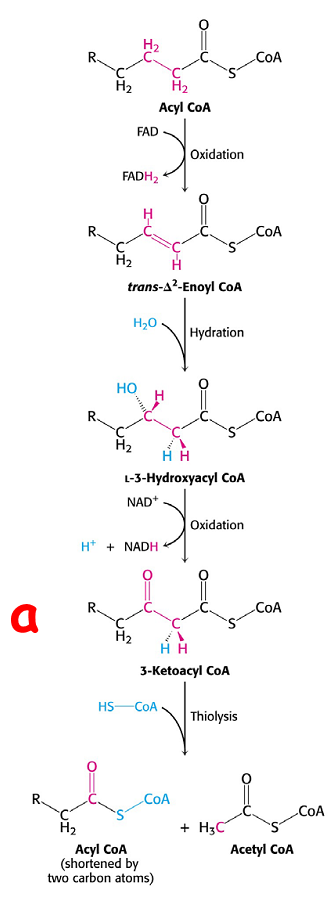 O
H₂
R C C CoA
C C S
H₂ H₂
Acyl CoA
FAD
Oxidation
FADH₂
O
H
R C C CoA
C C S
H₂ H
trans-Δ²-Enoyl CoA
H₂O
Hydration
HO H O
R C C CoA
C C S
H₂ H H
L-3-Hydroxyacyl CoA
NAD⁺
Oxidation
H⁺ + NADH
O O
R C C CoA
a
C C S
H₂ H H
3-Ketoacyl CoA
HS—CoA
Thiolysis
O O
R C CoA C CoA
C S + H₃C S
H₂
Acyl CoA Acetyl CoA
(shortened by
two carbon atoms)